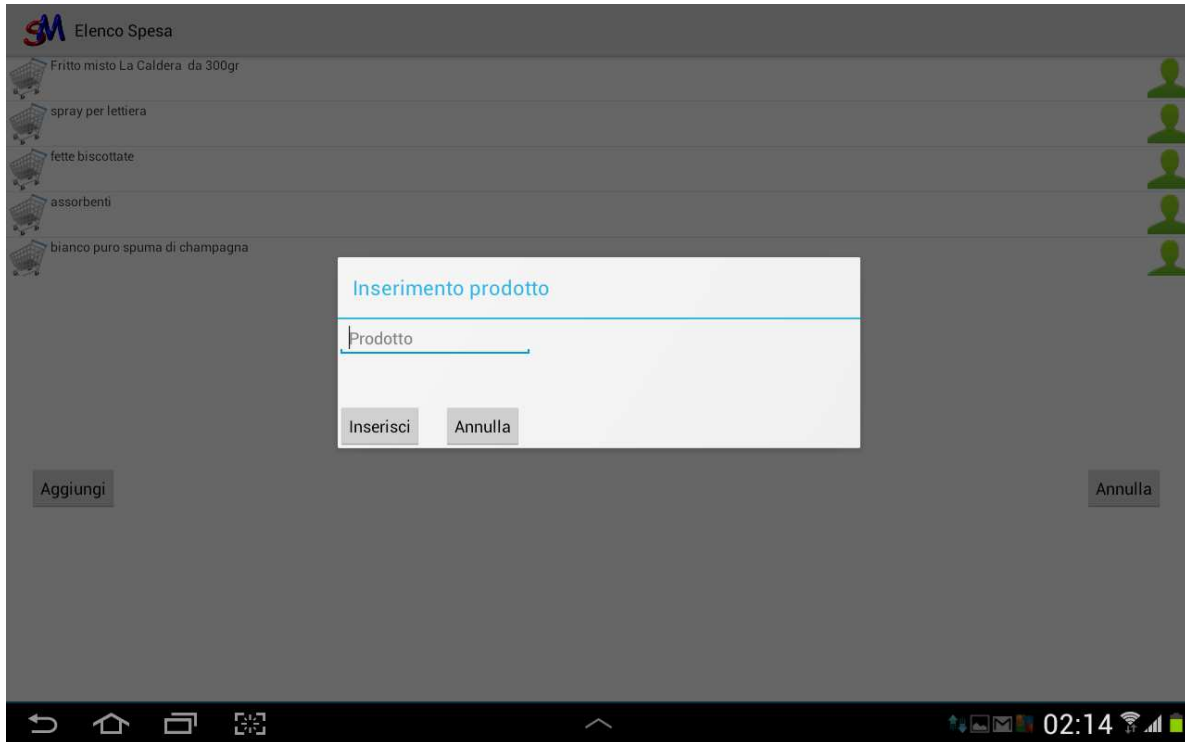 SM Elenco Spesa
Fritto misto La Caldera da 300gr
spray per lettiera
fette biscottate
assorbenti
bianco puro spuma di champagna
Inserimento prodotto
Prodotto
Inserisci Annulla
Aggiungi Annulla
02:14